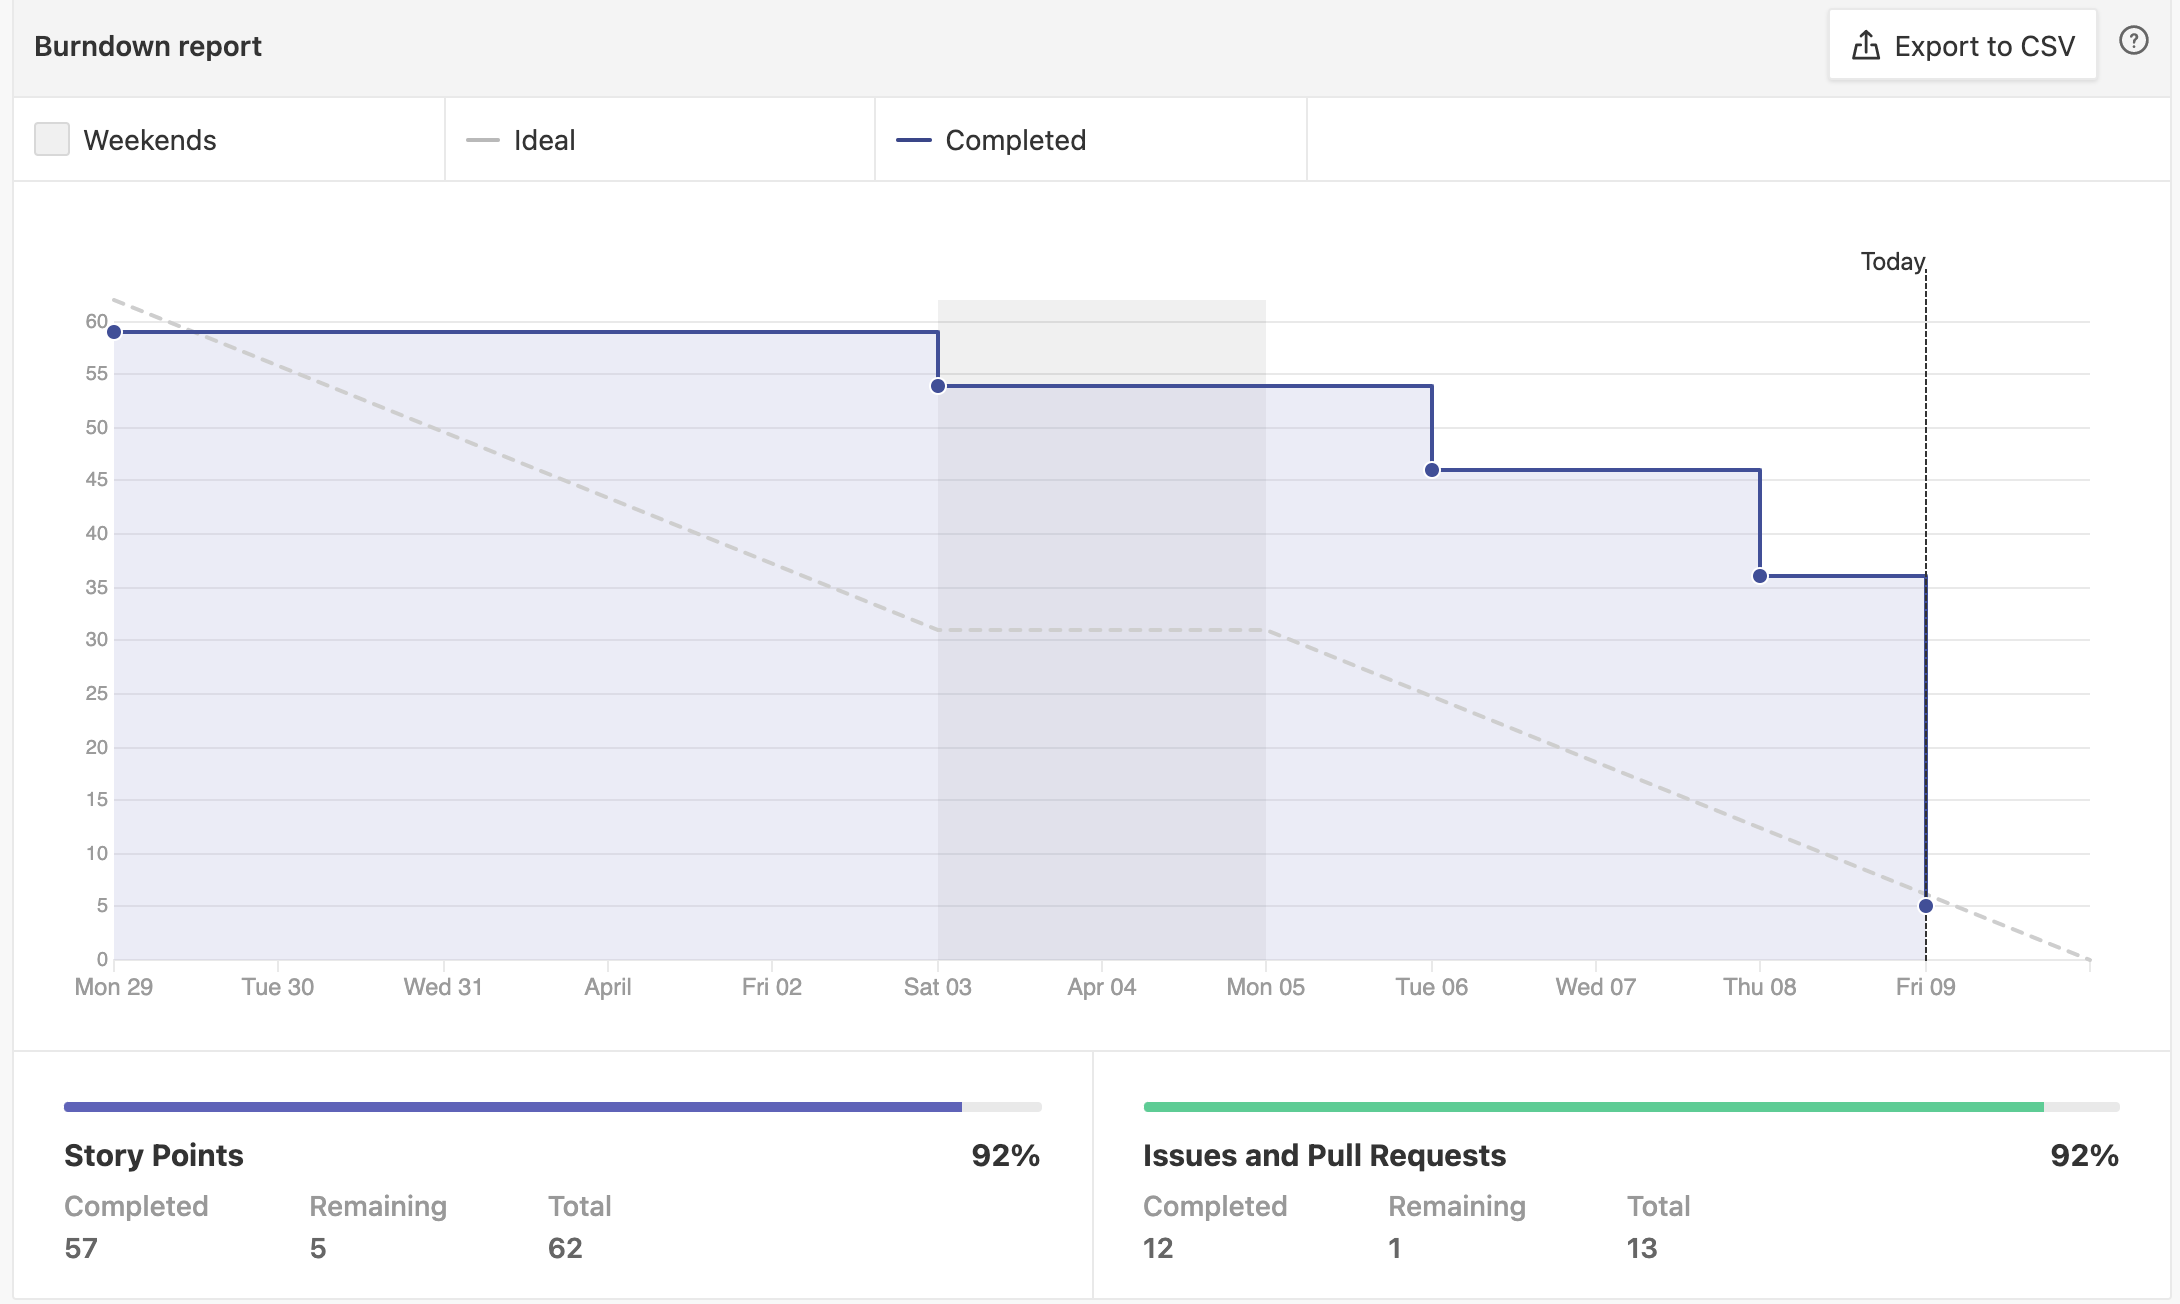 Burndown report
Export to CSV
?
Weekends
Ideal
Completed
Today
60
55
50
45
40
35
30
25
20
15
10
5
0
Mon 29 Tue 30 Wed 31 April Fri 02 Sat 03 Apr 04 Mon 05 Tue 06 Wed 07 Thu 08 Fri 09
Story Points 92%
Completed Remaining Total
57 5 62
Issues and Pull Requests 92%
Completed Remaining Total
12 1 13